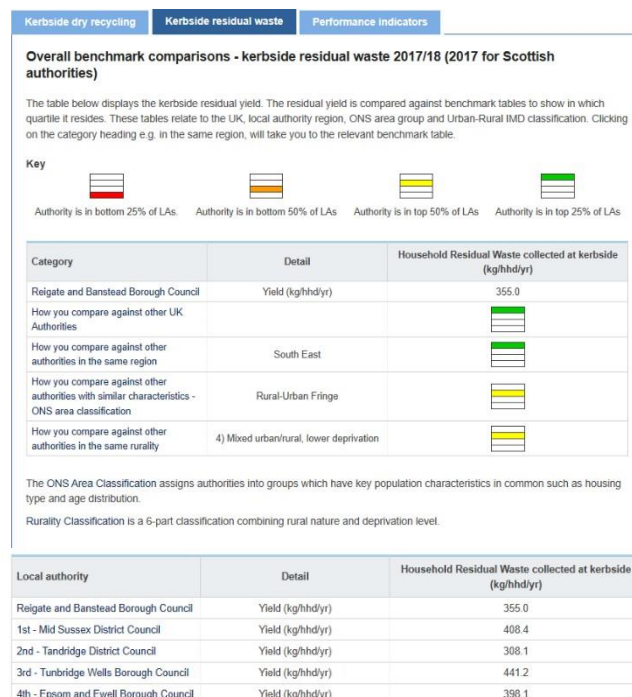 Kerbside dry recycling Kerbside residual waste Performance indicators
Overall benchmark comparisons - kerbside residual waste 2017/18 (2017 for Scottish
authorities)
The table below displays the kerbside residual yield. The residual yield is compared against benchmark tables to show in which
quartile it resides. These tables relate to the UK, local authority region, ONS area group and Urban-Rural IMD classification. Clicking
on the category heading e.g. in the same region, will take you to the relevant benchmark table.
Key
Authority is in bottom 25% of LAs. Authority is in bottom 50% of LAs Authority is in top 50% of LAs Authority is in top 25% of LAs
Category Detail Household Residual Waste collected at kerbside
(kg/hhd/yr)
Reigate and Banstead Borough Council Yield (kg/hhd/yr) 355.0
How you compare against other UK
Authorities
How you compare against other
authorities in the same region South East
How you compare against other
authorities with similar characteristics - Rural-Urban Fringe
ONS area classification
How you compare against other
authorities in the same rurality 4) Mixed urban/rural, lower deprivation
The ONS Area Classification assigns authorities into groups which have key population characteristics in common such as housing
type and age distribution.
Rurality Classification is a 6-part classification combining rural nature and deprivation level.
Local authority Detail Household Residual Waste collected at kerbside
(kg/hhd/yr)
Reigate and Banstead Borough Council Yield (kg/hhd/yr) 355.0
1st - Mid Sussex District Council Yield (kg/hhd/yr) 408.4
2nd - Tandridge District Council Yield (kg/hhd/yr) 308.1
3rd - Tunbridge Wells Borough Council Yield (kg/hhd/yr) 441.2
4th - Epsom and Ewell Borough Council Yield (kg/hhd/yr) 398.1